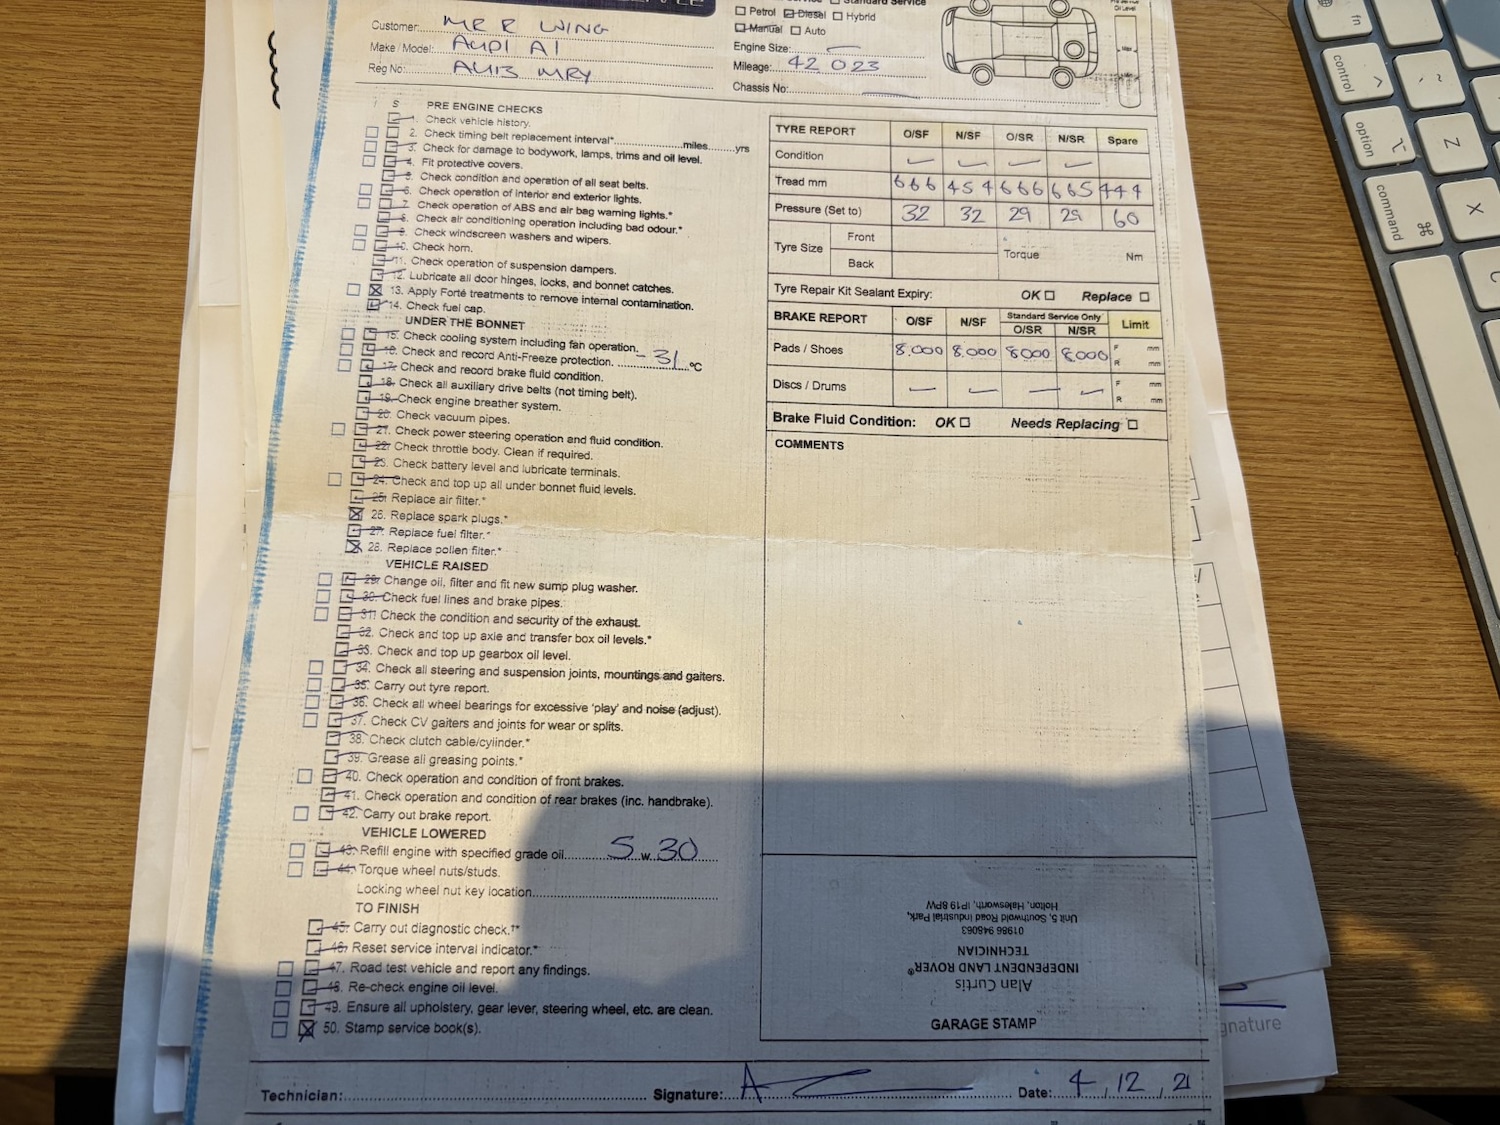 Standard Service
Petrol Diesel Hybrid
Manual Auto
Customer: MR R WING
Make / Model: AUDI A1
Reg No: AU13 MRY
Engine Size:
Mileage: 42 023
Chassis No:
Oil Level
S PRE ENGINE CHECKS
1. Check vehicle history.
2. Check timing belt replacement interval*..............miles.......yrs
3. Check for damage to bodywork, lamps, trims and oil level.
4. Fit protective covers.
5. Check condition and operation of all seat belts.
6. Check operation of interior and exterior lights.
7. Check operation of ABS and air bag warning lights.*
8. Check air conditioning operation including bad odour.*
9. Check windscreen washers and wipers.
10. Check horn.
11. Check operation of suspension dampers.
12. Lubricate all door hinges, locks, and bonnet catches.
13. Apply Forté treatments to remove internal contamination.
14. Check fuel cap.
UNDER THE BONNET
15. Check cooling system including fan operation.
16. Check and record Anti-Freeze protection. - 31 °C
17. Check and record brake fluid condition.
18. Check all auxiliary drive belts (not timing belt).
19. Check engine breather system.
20. Check vacuum pipes.
21. Check power steering operation and fluid condition.
22. Check throttle body. Clean if required.
23. Check battery level and lubricate terminals.
24. Check and top up all under bonnet fluid levels.
25. Replace air filter.*
26. Replace spark plugs.*
27. Replace fuel filter.*
28. Replace pollen filter.*
VEHICLE RAISED
29. Change oil, filter and fit new sump plug washer.
30. Check fuel lines and brake pipes.
31. Check the condition and security of the exhaust.
32. Check and top up axle and transfer box oil levels.*
33. Check and top up gearbox oil level.
34. Check all steering and suspension joints, mountings and gaiters.
35. Carry out tyre report.
36. Check all wheel bearings for excessive 'play' and noise (adjust).
37. Check CV gaiters and joints for wear or splits.
38. Check clutch cable/cylinder.*
39. Grease all greasing points.*
40. Check operation and condition of front brakes.
41. Check operation and condition of rear brakes (inc. handbrake).
42. Carry out brake report.
VEHICLE LOWERED
43. Refill engine with specified grade oil 5 w 30
44. Torque wheel nuts/studs.
Locking wheel nut key location
TO FINISH
45. Carry out diagnostic check.†*
46. Reset service interval indicator.*
47. Road test vehicle and report any findings.
48. Re-check engine oil level.
49. Ensure all upholstery, gear lever, steering wheel, etc. are clean.
50. Stamp service book(s).
TYRE REPORT O/SF N/SF O/SR N/SR Spare
Condition
Tread mm 666 454 666 665 444
Pressure (Set to) 32 32 29 29 60
Tyre Size Front Torque Nm
Back
Tyre Repair Kit Sealant Expiry: OK Replace
BRAKE REPORT O/SF N/SF Standard Service Only Limit
O/SR N/SR
Pads / Shoes 8.000 8.000 8000 8.000 F mm
R mm
Discs / Drums F mm
R mm
Brake Fluid Condition: OK Needs Replacing
COMMENTS
Alan Curtis
INDEPENDENT LAND ROVER®
TECHNICIAN
01986 948063
Unit 5, Southwold Road Industrial Park,
Holton, Halesworth, IP19 8PW
GARAGE STAMP
Technician: Signature: Date: 4, 12, 21
gnature
fn
control
option
command
⌘
Z
X